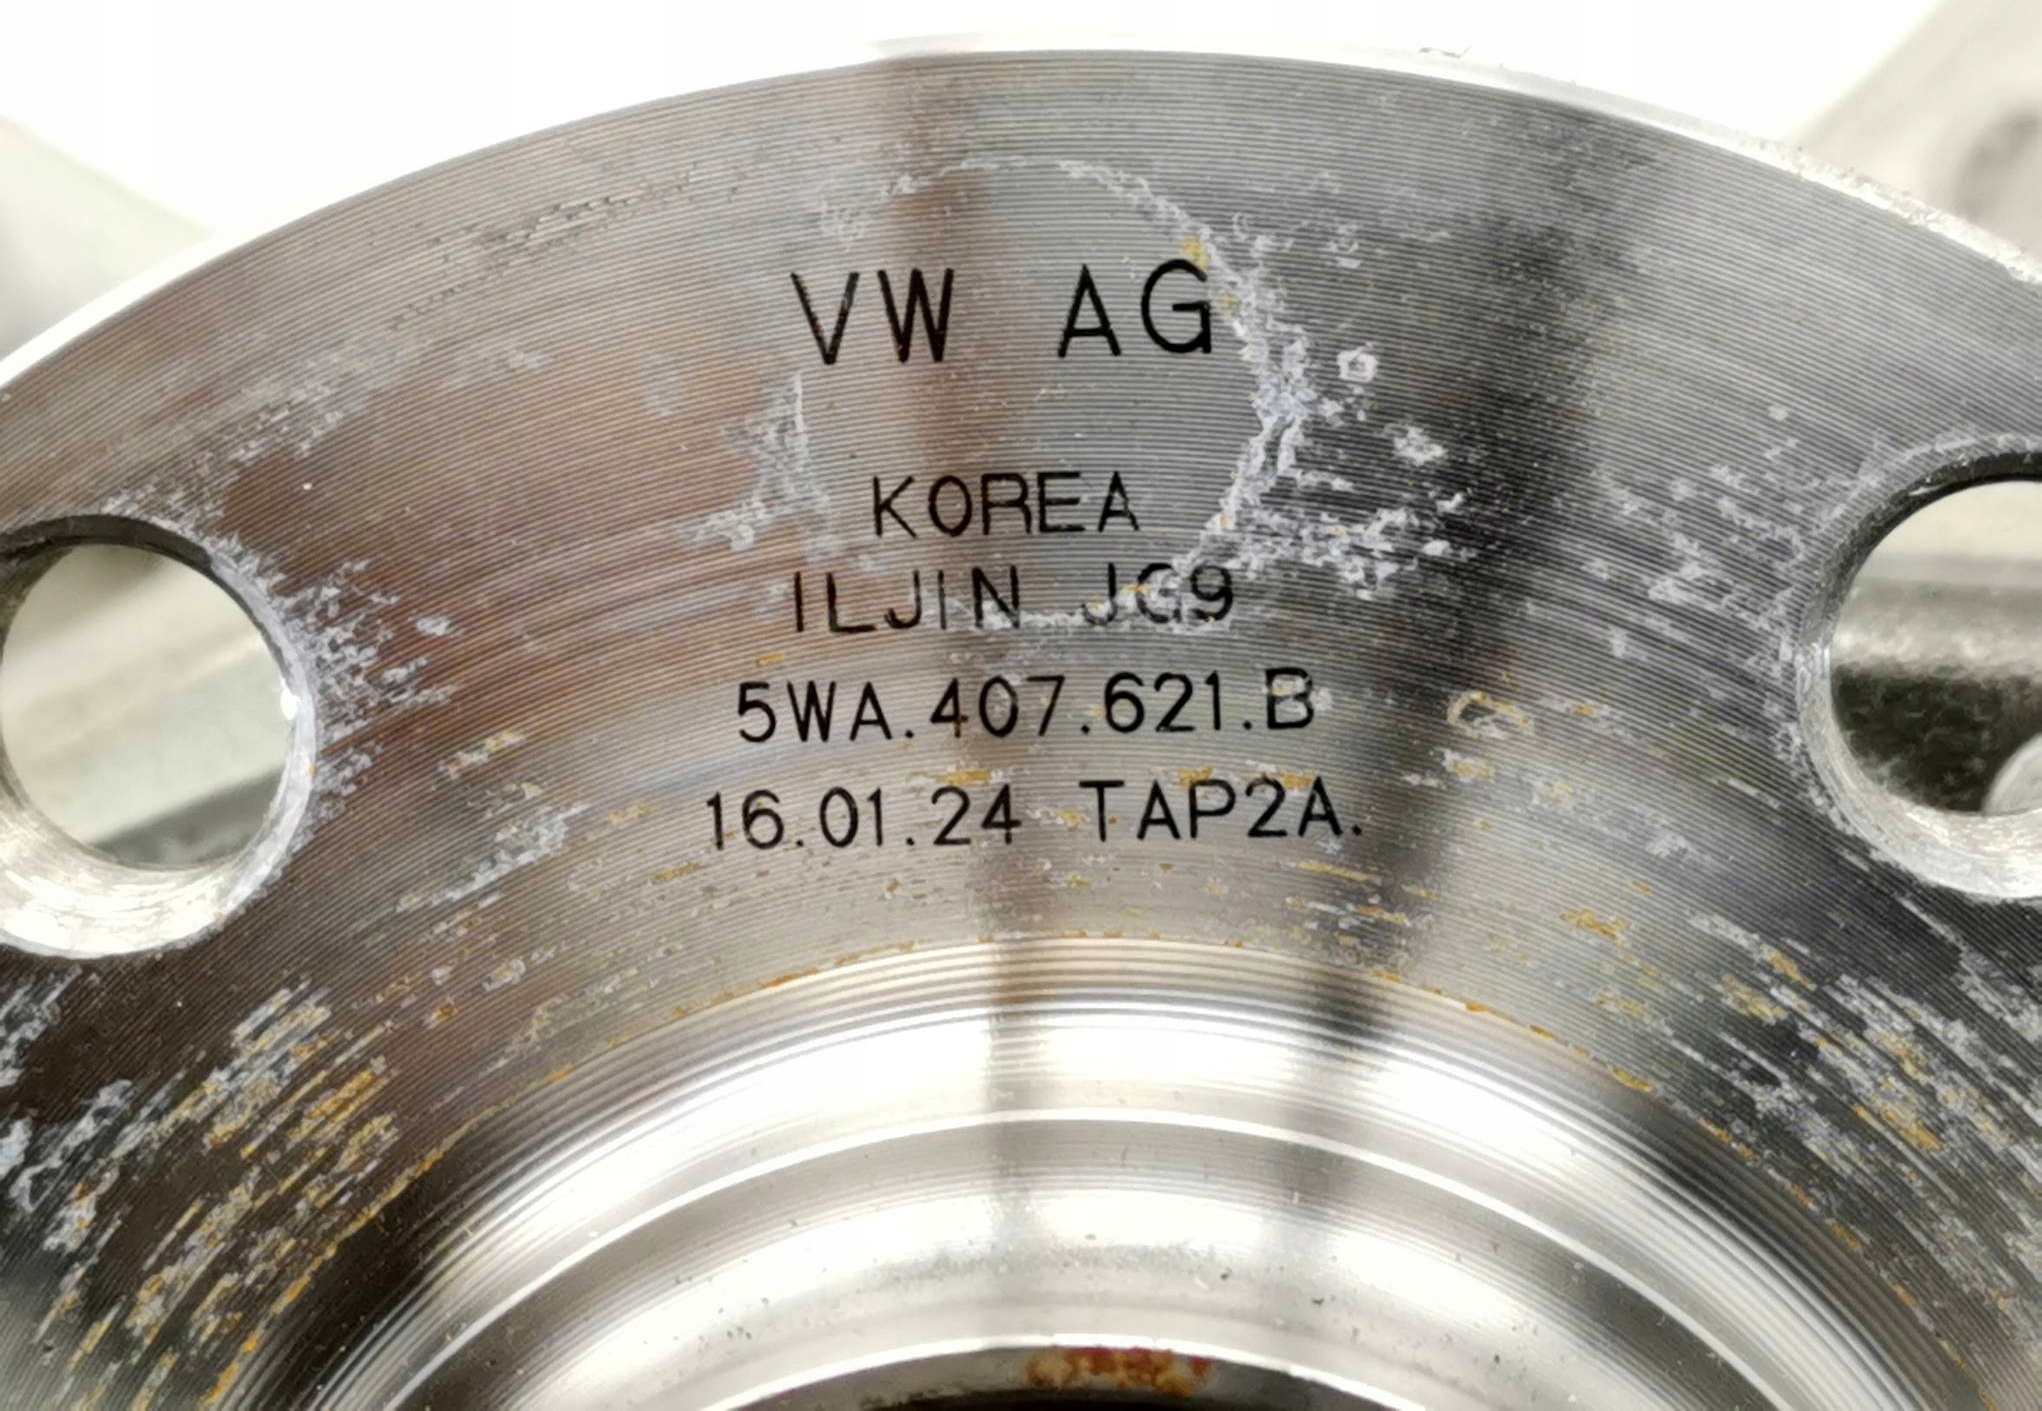 VW AG
KOREA
ILJIN JG9
5WA.407.621.B
16.01.24 TAP2A.